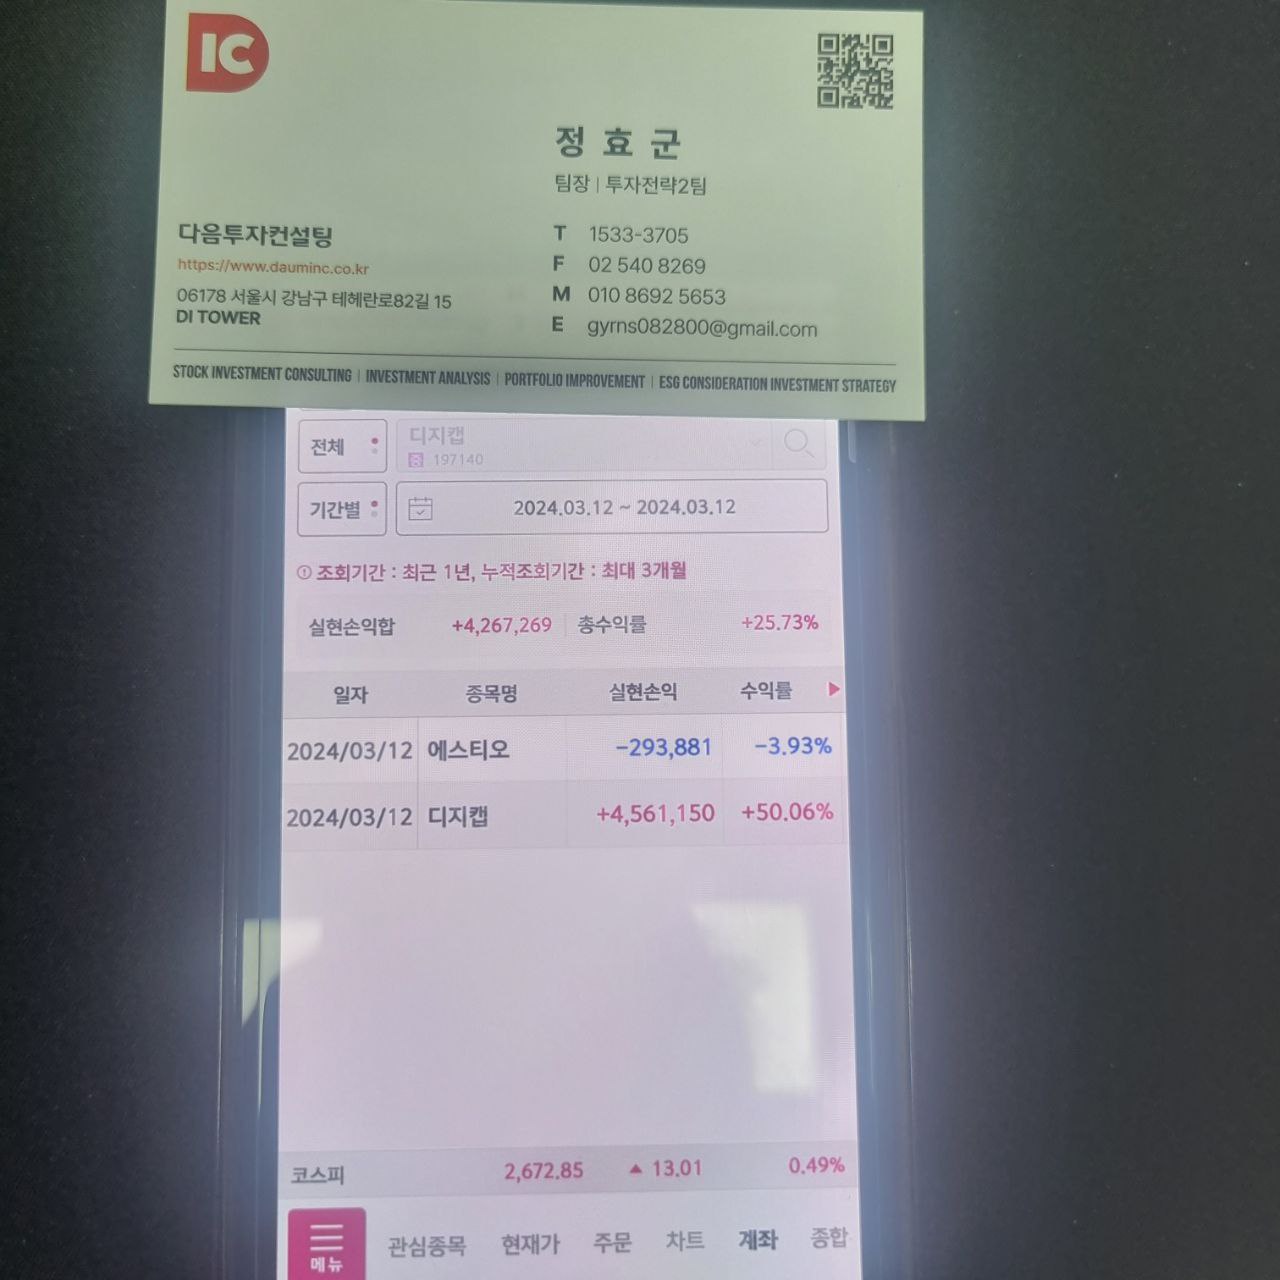 IC
정효군
팀장 | 투자전략2팀
다음투자컨설팅
https://www.dauminc.co.kr
06178 서울시 강남구 테헤란로82길 15
DI TOWER
T 1533-3705
F 02 540 8269
M 010 8692 5653
E gyrns082800@gmail.com
STOCK INVESTMENT CONSULTING | INVESTMENT ANALYSIS | PORTFOLIO IMPROVEMENT | ESG CONSIDERATION INVESTMENT STRATEGY
전체 디지캡
증 197140
기간별 2024.03.12 ~ 2024.03.12
조회기간 : 최근 1년, 누적조회기간 : 최대 3개월
실현손익합 +4,267,269 총수익률 +25.73%
일자 종목명 실현손익 수익률
2024/03/12 에스티오 -293,881 -3.93%
2024/03/12 디지캡 +4,561,150 +50.06%
코스피 2,672.85 ▲ 13.01 0.49%
메뉴 관심종목 현재가 주문 차트 계좌 종합